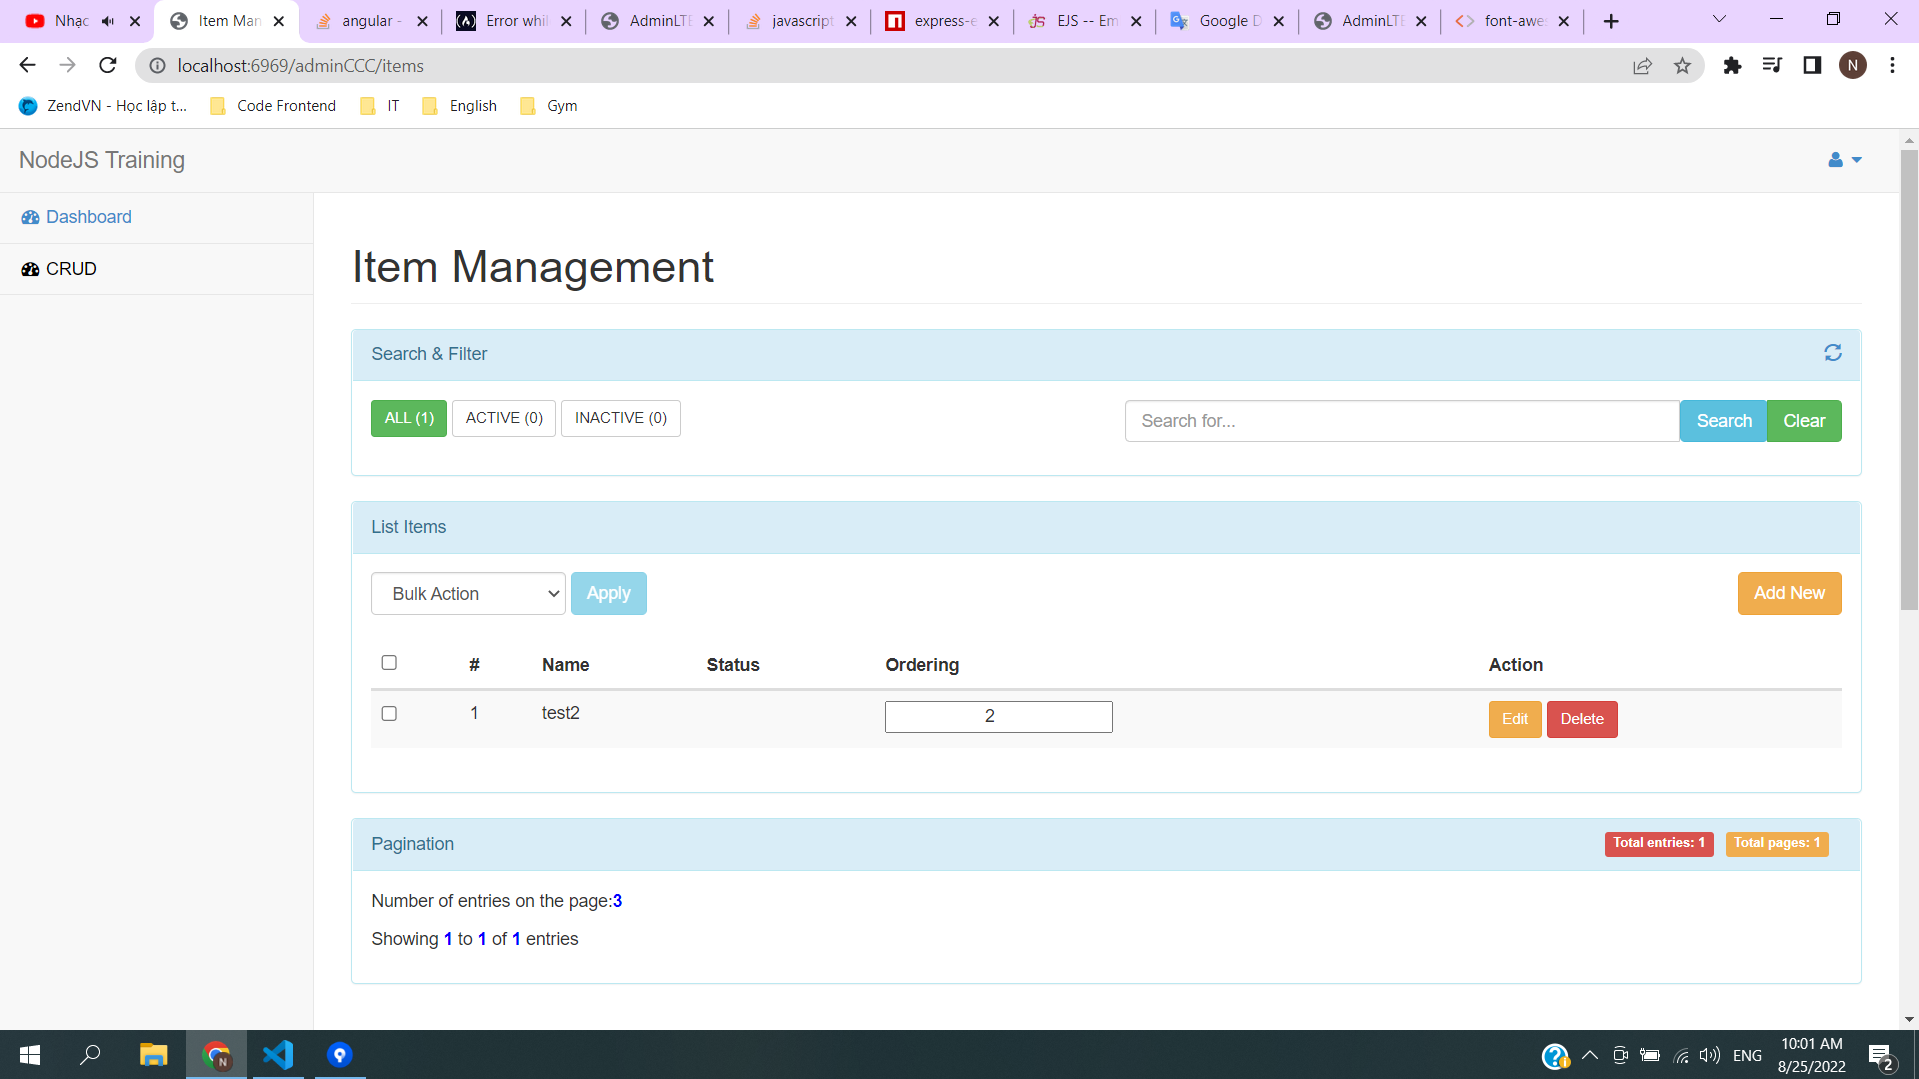 Nhạc
Item Man
angular -
Error whil
AdminLTE
javascript
express-e
EJS -- Em
Google D
AdminLTE
font-awes
localhost:6969/adminCCC/items
N
ZendVN - Học lập t...
Code Frontend
IT
English
Gym
NodeJS Training
Dashboard
CRUD
Item Management
Search & Filter
ALL (1)
ACTIVE (0)
INACTIVE (0)
Search for...
Search
Clear
List Items
Bulk Action
Apply
Add New
# Name Status Ordering Action
1 test2 2 Edit Delete
Pagination
Total entries: 1
Total pages: 1
Number of entries on the page:3
Showing 1 to 1 of 1 entries
N
ENG
10:01 AM
8/25/2022
2